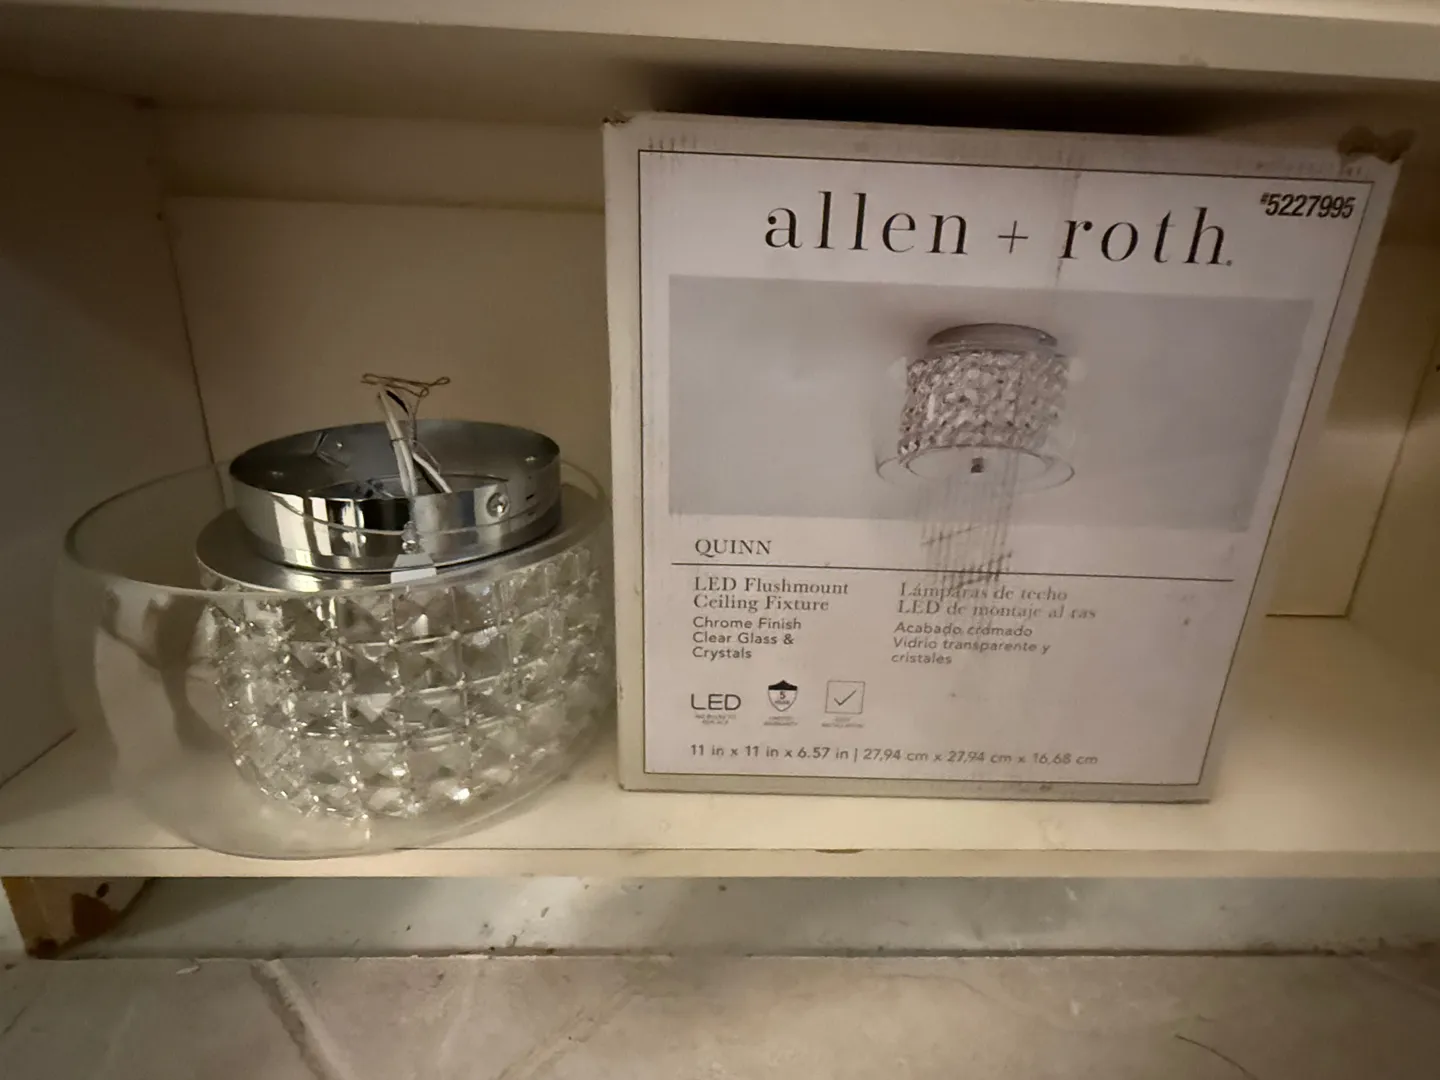 #5227995
allen + roth.
QUINN
LED Flushmount
Ceiling Fixture
Chrome Finish
Clear Glass &
Crystals
Lámparas de techo
LED de montaje al ras
Acabado cromado
Vidrio transparente y
cristales
LED
5
11 in x 11 in x 6.57 in | 27,94 cm x 27,94 cm x 16,68 cm